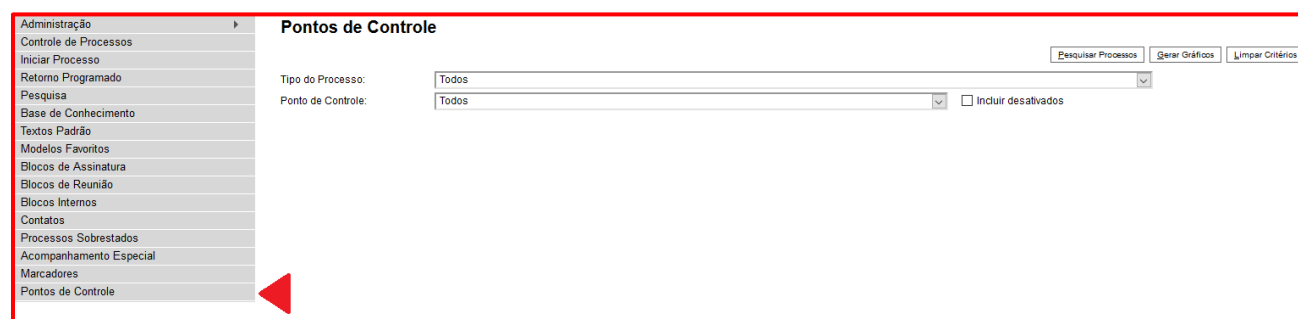 Administração
Controle de Processos
Iniciar Processo
Retorno Programado
Pesquisa
Base de Conhecimento
Textos Padrão
Modelos Favoritos
Blocos de Assinatura
Blocos de Reunião
Blocos Internos
Contatos
Processos Sobrestados
Acompanhamento Especial
Marcadores
Pontos de Controle
Pontos de Controle
Pesquisar Processos Gerar Gráficos Limpar Critérios
Tipo do Processo: Todos
Ponto de Controle: Todos Incluir desativados